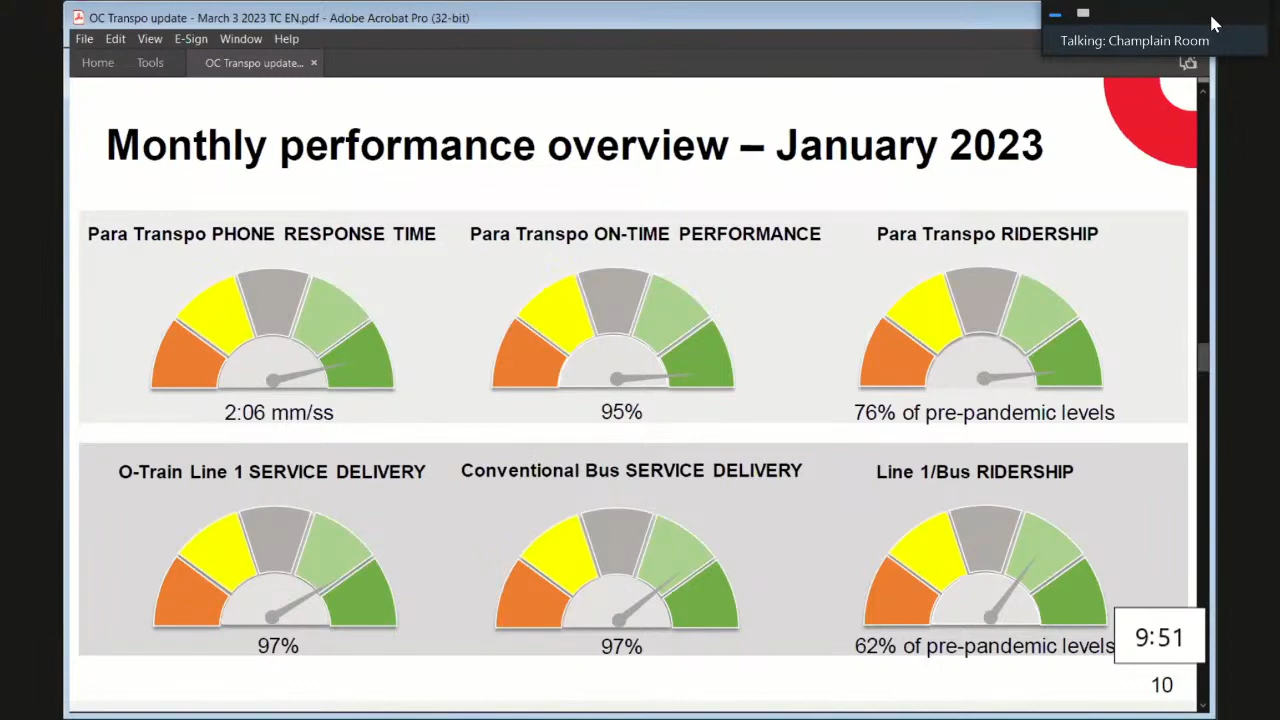 OC Transpo update - March 3 2023 TC EN.pdf - Adobe Acrobat Pro (32-bit)
Talking: Champlain Room
File Edit View E-Sign Window Help
Home Tools OC Transpo update... ×
Monthly performance overview – January 2023
Para Transpo PHONE RESPONSE TIME
Para Transpo ON-TIME PERFORMANCE
Para Transpo RIDERSHIP
2:06 mm/ss
95%
76% of pre-pandemic levels
O-Train Line 1 SERVICE DELIVERY
Conventional Bus SERVICE DELIVERY
Line 1/Bus RIDERSHIP
97%
97%
62% of pre-pandemic levels
9:51
10